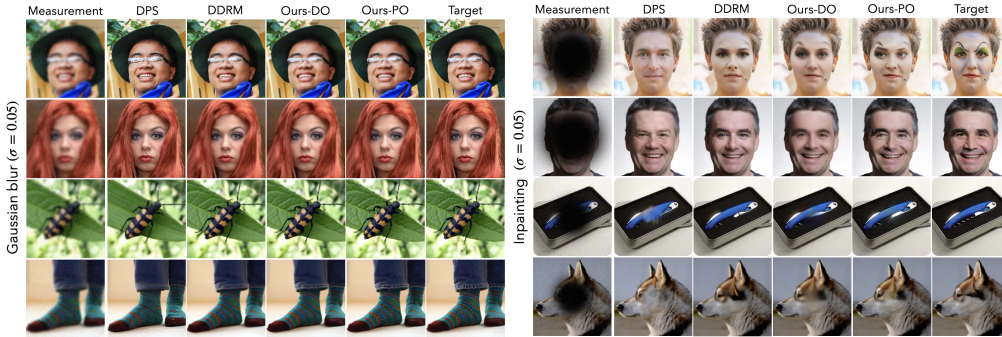 Measurement DPS DDRM Ours-DO Ours-PO Target
Gaussian blur (σ = 0.05)
Measurement DPS DDRM Ours-DO Ours-PO Target
Inpainting (σ = 0.05)